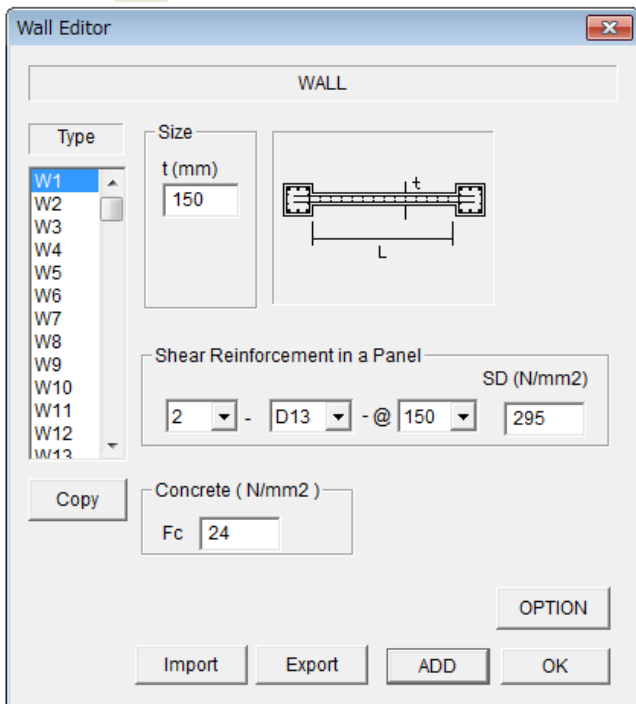 Wall Editor
WALL
Type
Size
t (mm)
150
t
L
W1
W2
W3
W4
W5
W6
W7
W8
W9
W10
W11
W12
W13
Shear Reinforcement in a Panel
SD (N/mm2)
2 - D13 - @ 150 295
Copy
Concrete ( N/mm2 )
Fc 24
OPTION
Import Export ADD OK